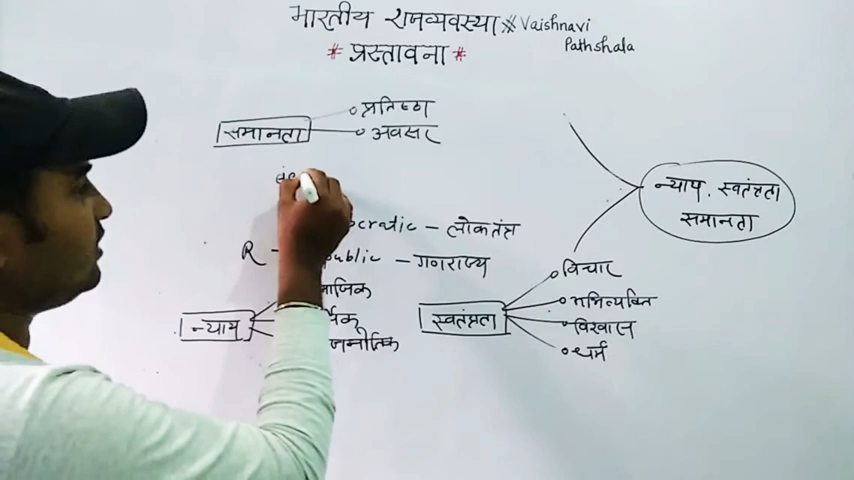 भारतीय राजव्यवस्था Vaishnavi
Pathshala
# प्रस्तावना #
समानता
प्रतिष्ठा
अवसर
न्याय, स्वतंत्रता
समानता
cratic - लोकतंत्र
R - public - गणराज्य
न्याय
जिक
र्थिक
जनीतिक
स्वतंत्रता
विचार
अभिव्यक्ति
विश्वास
धर्म